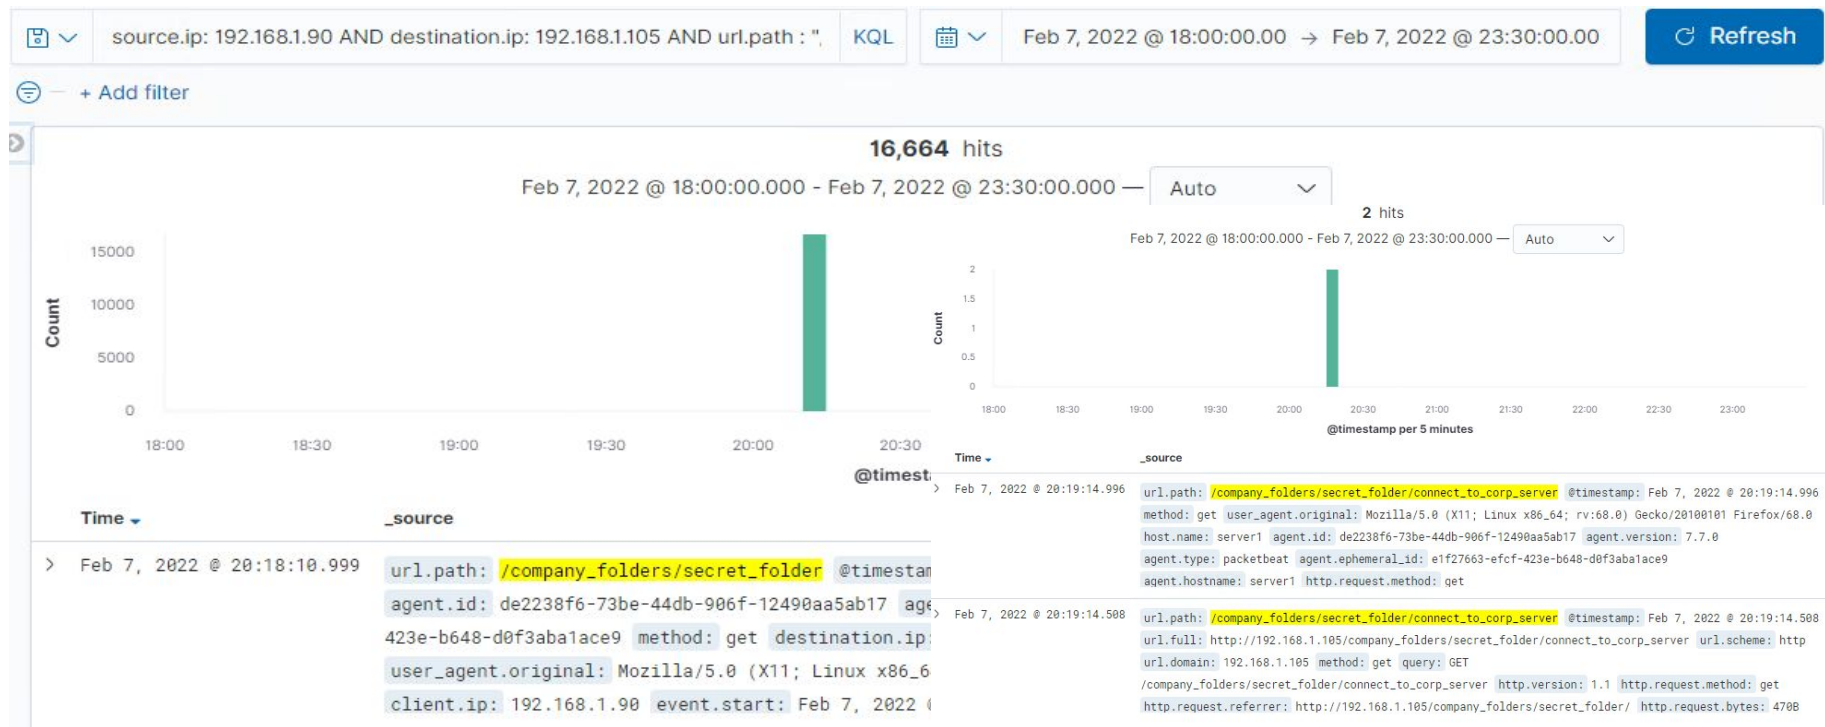 source.ip: 192.168.1.90 AND destination.ip: 192.168.1.105 AND url.path : ", KQL Feb 7, 2022 @ 18:00:00.00 → Feb 7, 2022 @ 23:30:00.00 Refresh
+ Add filter
16,664 hits
Feb 7, 2022 @ 18:00:00.000 - Feb 7, 2022 @ 23:30:00.000 — Auto
15000
10000
5000
0
Count
18:00 18:30 19:00 19:30 20:00 20:30
@timest
Time _source
Feb 7, 2022 @ 20:18:10.999 url.path: /company_folders/secret_folder @timestam
agent.id: de2238f6-73be-44db-906f-12490aa5ab17 age
423e-b648-d0f3aba1ace9 method: get destination.ip:
user_agent.original: Mozilla/5.0 (X11; Linux x86_6
client.ip: 192.168.1.90 event.start: Feb 7, 2022
2 hits
Feb 7, 2022 @ 18:00:00.000 - Feb 7, 2022 @ 23:30:00.000 — Auto
2
1.5
1
0.5
0
Count
18:00 18:30 19:00 19:30 20:00 20:30 21:00 21:30 22:00 22:30 23:00
@timestamp per 5 minutes
Time _source
Feb 7, 2022 @ 20:19:14.996 url.path: /company_folders/secret_folder/connect_to_corp_server @timestamp: Feb 7, 2022 @ 20:19:14.996
method: get user_agent.original: Mozilla/5.0 (X11; Linux x86_64; rv:68.0) Gecko/20100101 Firefox/68.0
host.name: server1 agent.id: de2238f6-73be-44db-906f-12490aa5ab17 agent.version: 7.7.0
agent.type: packetbeat agent.ephemeral_id: e1f27663-efcf-423e-b648-d0f3aba1ace9
agent.hostname: server1 http.request.method: get
Feb 7, 2022 @ 20:19:14.508 url.path: /company_folders/secret_folder/connect_to_corp_server @timestamp: Feb 7, 2022 @ 20:19:14.508
url.full: http://192.168.1.105/company_folders/secret_folder/connect_to_corp_server url.scheme: http
url.domain: 192.168.1.105 method: get query: GET
/company_folders/secret_folder/connect_to_corp_server http.version: 1.1 http.request.method: get
http.request.referrer: http://192.168.1.105/company_folders/secret_folder/ http.request.bytes: 470B